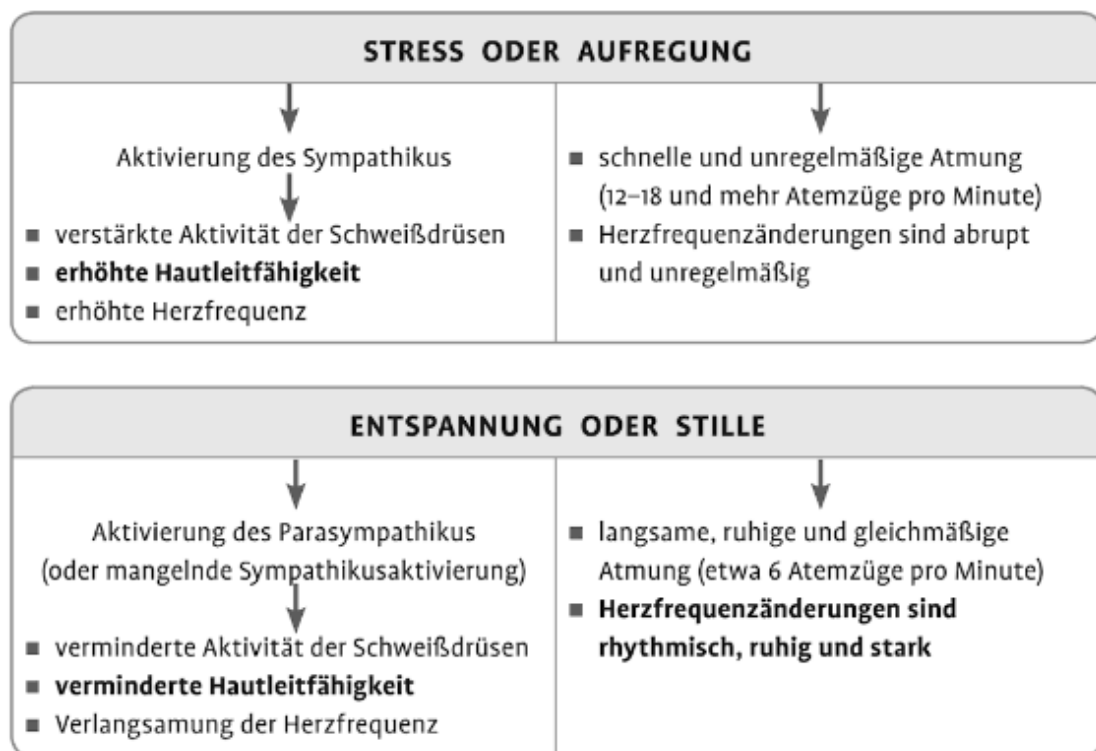 STRESS ODER AUFREGUNG
Aktivierung des Sympathikus
■ verstärkte Aktivität der Schweißdrüsen
■ erhöhte Hautleitfähigkeit
■ erhöhte Herzfrequenz
■ schnelle und unregelmäßige Atmung
(12–18 und mehr Atemzüge pro Minute)
■ Herzfrequenzänderungen sind abrupt
und unregelmäßig
ENTSPANNUNG ODER STILLE
Aktivierung des Parasympathikus
(oder mangelnde Sympathikusaktivierung)
■ verminderte Aktivität der Schweißdrüsen
■ verminderte Hautleitfähigkeit
■ Verlangsamung der Herzfrequenz
■ langsame, ruhige und gleichmäßige
Atmung (etwa 6 Atemzüge pro Minute)
■ Herzfrequenzänderungen sind
rhythmisch, ruhig und stark